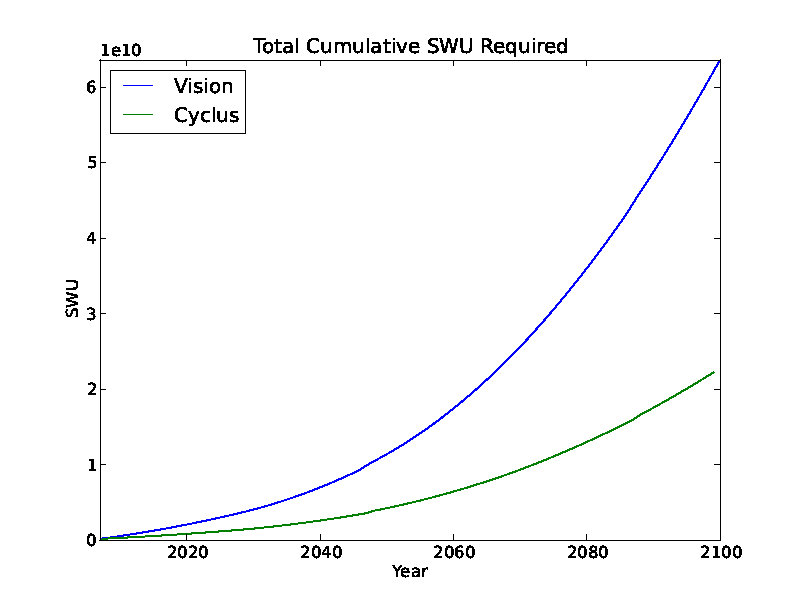 Total Cumulative SWU Required
1e10
Vision
Cyclus
6
5
4
3
2
1
0
SWU
2020 2040 2060 2080 2100
Year